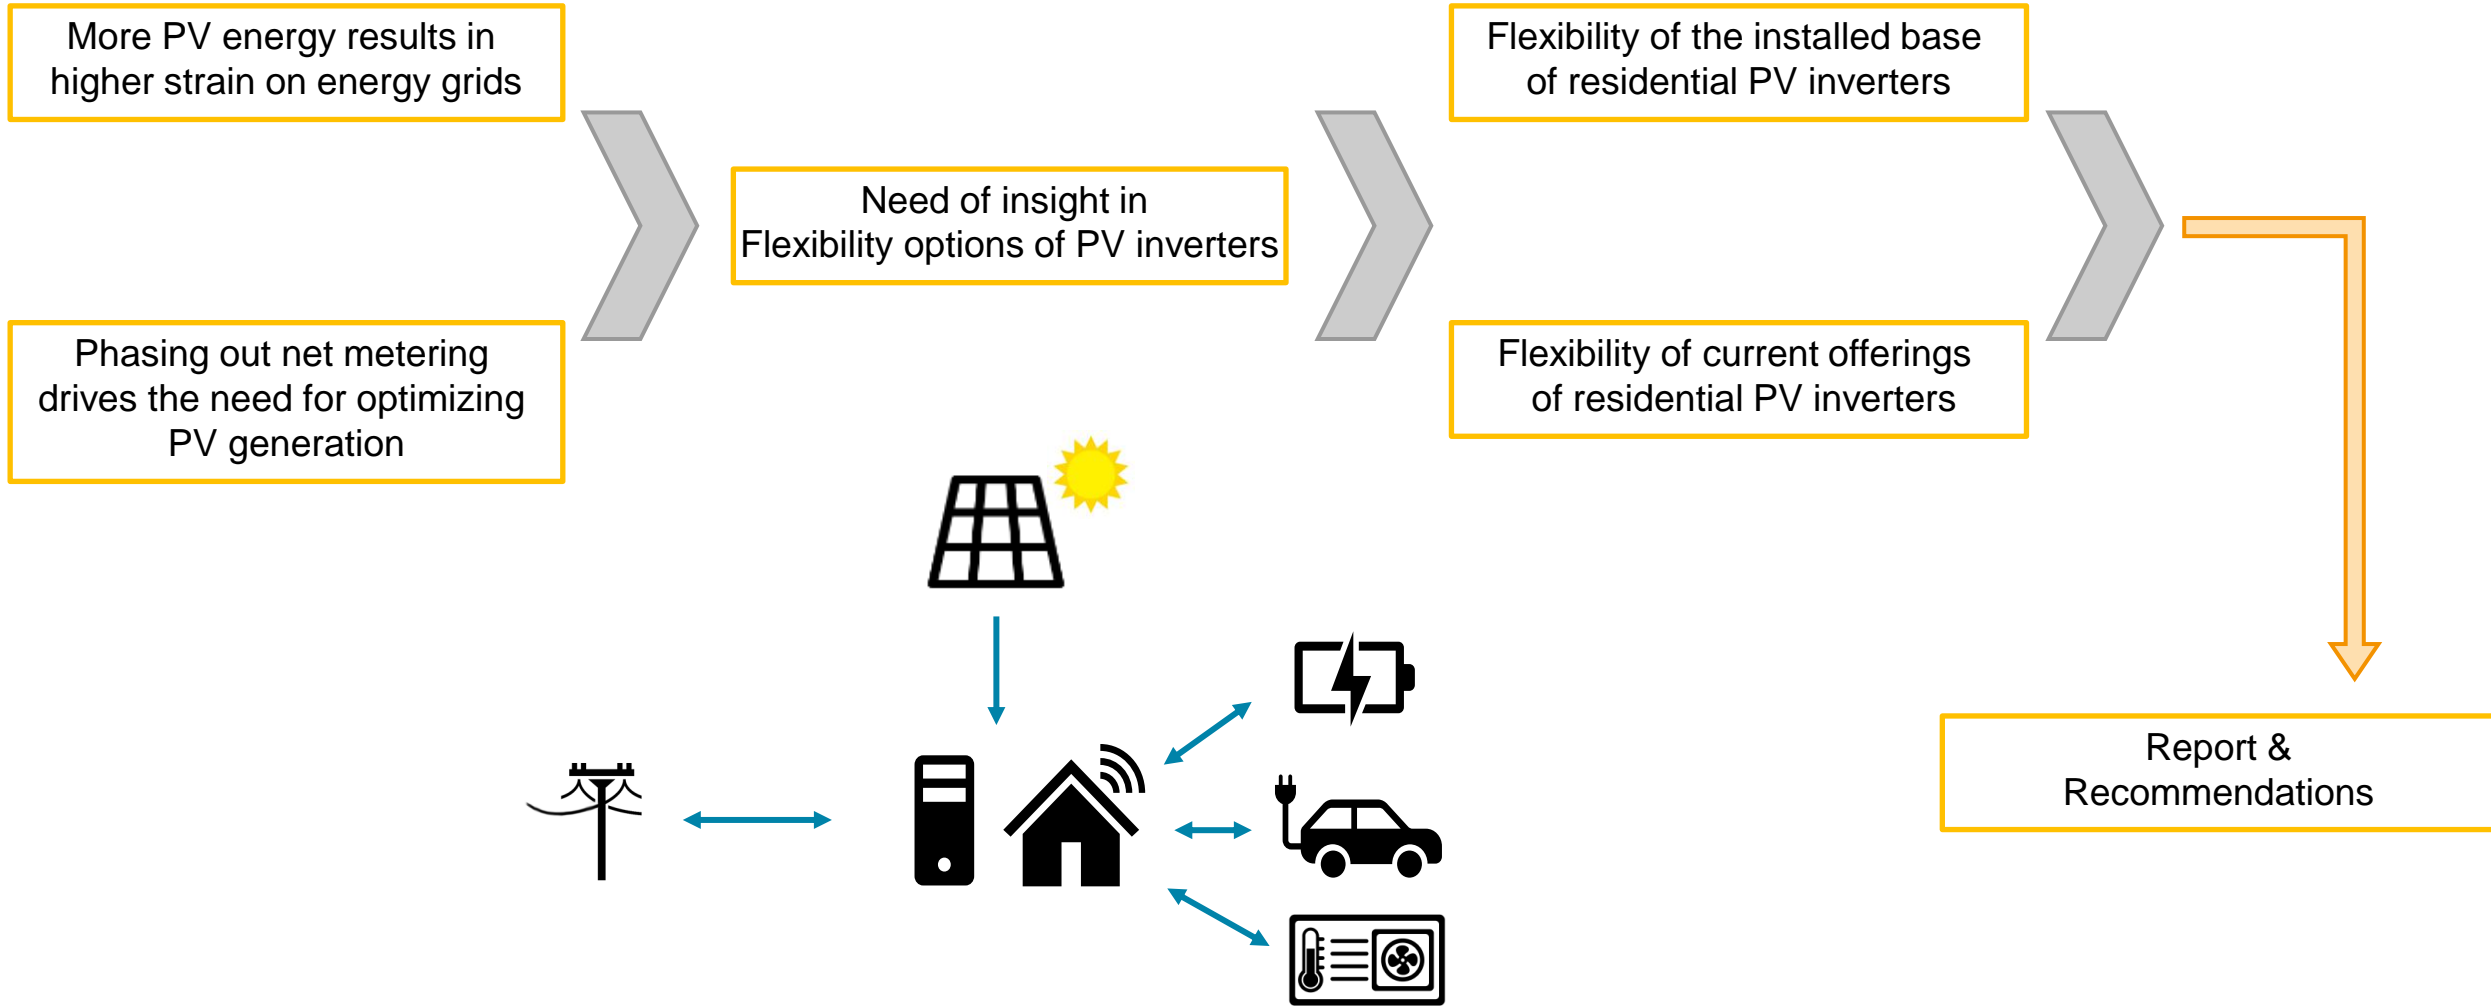 More PV energy results in
higher strain on energy grids
Phasing out net metering
drives the need for optimizing
PV generation
Need of insight in
Flexibility options of PV inverters
Flexibility of the installed base
of residential PV inverters
Flexibility of current offerings
of residential PV inverters
Report &
Recommendations